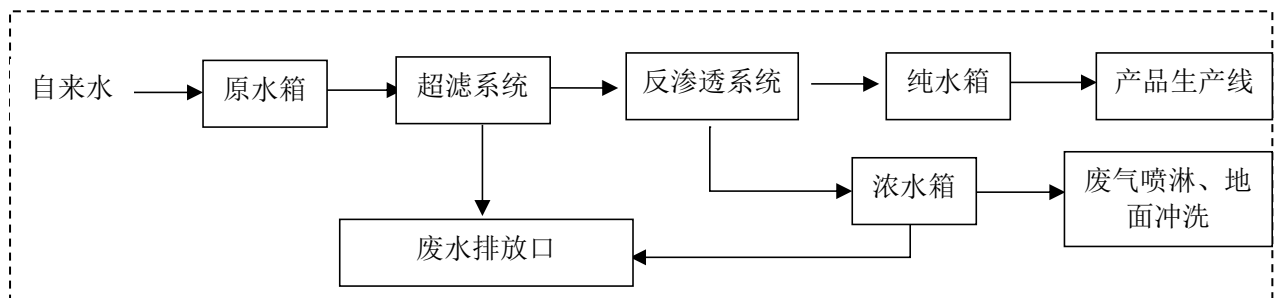 自来水
原水箱
超滤系统
反渗透系统
纯水箱
产品生产线
浓水箱
废气喷淋、地
面冲洗
废水排放口